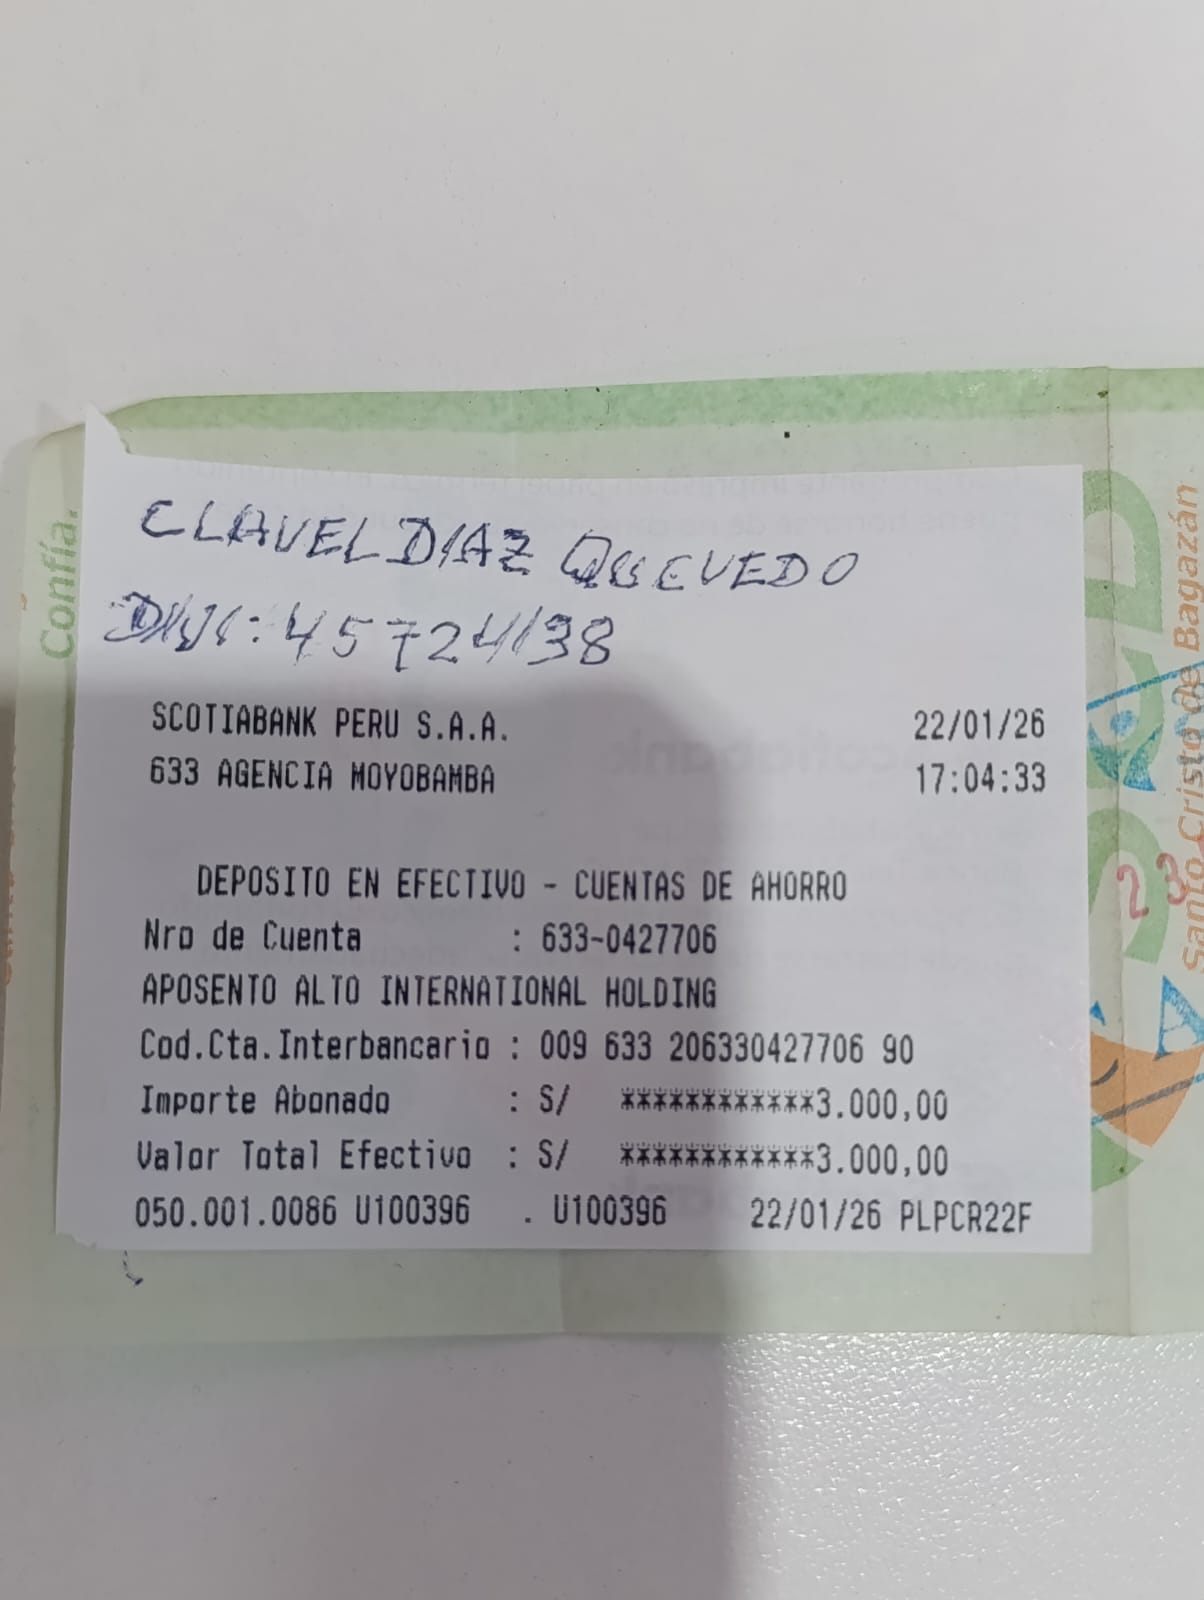 CLAVEL DIAZ QUEVEDO
DNI: 45724138
SCOTIABANK PERU S.A.A. 22/01/26
633 AGENCIA MOYOBAMBA 17:04:33
DEPOSITO EN EFECTIVO - CUENTAS DE AHORRO
Nro de Cuenta : 633-0427706
APOSENTO ALTO INTERNATIONAL HOLDING
Cod.Cta.Interbancario : 009 633 206330427706 90
Importe Abonado : S/ ************3.000,00
Valor Total Efectivo : S/ ************3.000,00
050.001.0086 U100396 . U100396 22/01/26 PLPCR22F
Confía.
Santo Cristo de Bagazán
23